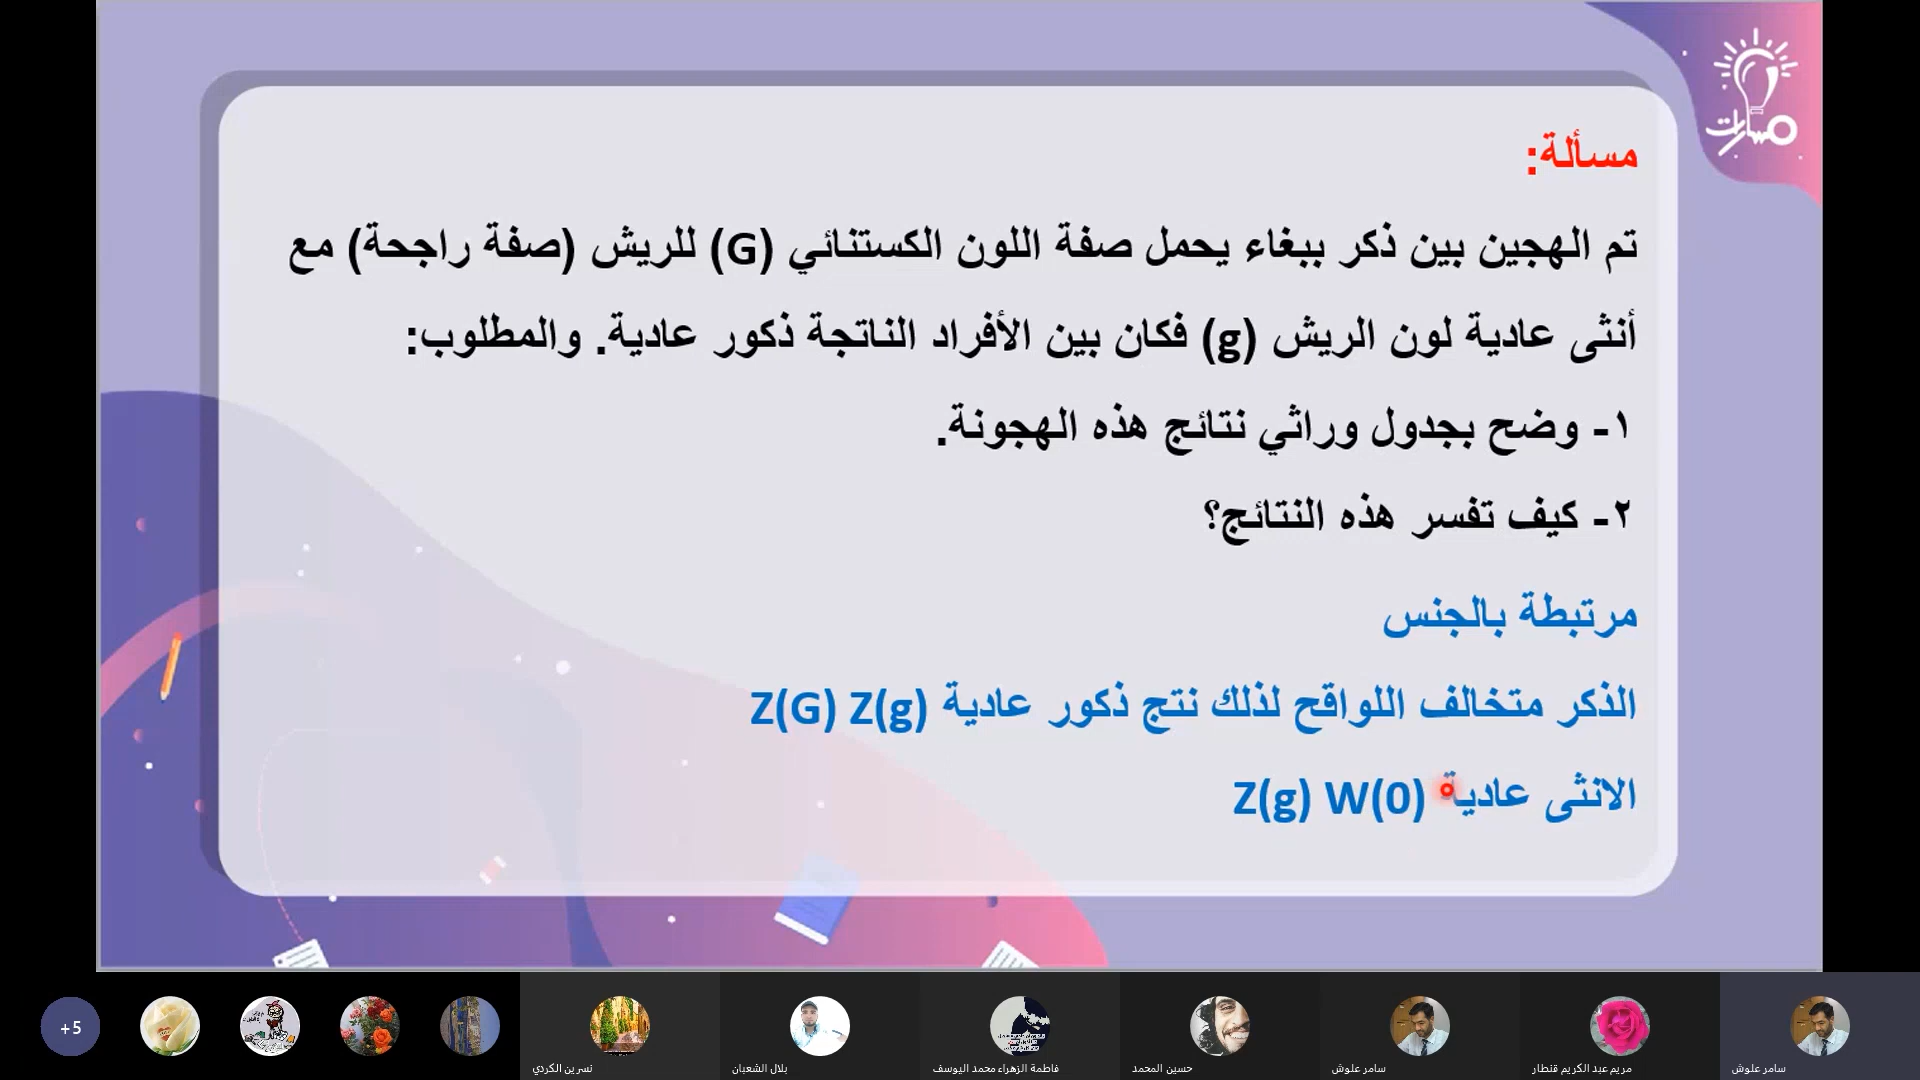 مسارات
مسألة:
تم الهجين بين ذكر ببغاء يحمل صفة اللون الكستنائي (G) للريش (صفة راجحة) مع
أنثى عادية لون الريش (g) فكان بين الأفراد الناتجة ذكور عادية. والمطلوب:
١- وضح بجدول وراثي نتائج هذه الهجونة.
٢- كيف تفسر هذه النتائج؟
مرتبطة بالجنس
الذكر متخالف اللواقح لذلك نتج ذكور عادية Z(G) Z(g)
الانثى عادية Z(g) W(0)
+5
نسرين الكردي
بلال الشعبان
فاطمة الزهراء محمد اليوسف
حسين المحمد
سامر علوش
مريم عبد الكريم قنطار
سامر علوش